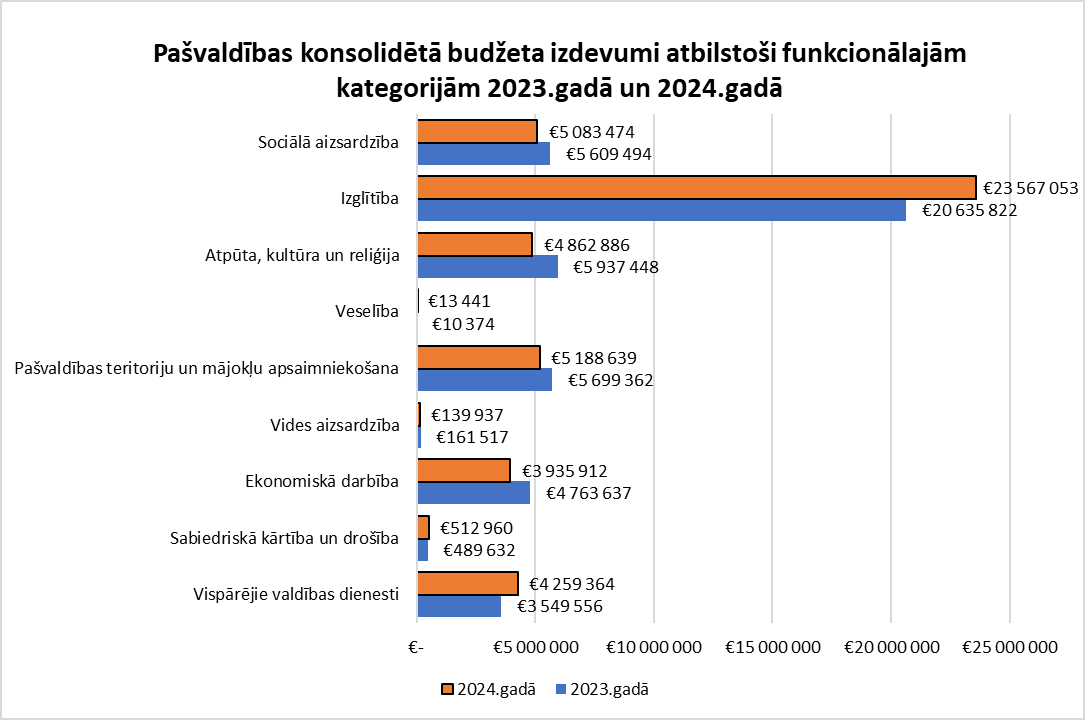 Pašvaldības konsolidētā budžeta izdevumi atbilstoši funkcionālajām
kategorijām 2023.gadā un 2024.gadā
Sociālā aizsardzība
€5 083 474
€5 609 494
Izglītība
€23 567 053
€20 635 822
Atpūta, kultūra un reliģija
€4 862 886
€5 937 448
Veselība
€13 441
€10 374
Pašvaldības teritoriju un mājokļu apsaimniekošana
€5 188 639
€5 699 362
Vides aizsardzība
€139 937
€161 517
Ekonomiskā darbība
€3 935 912
€4 763 637
Sabiedriskā kārtība un drošība
€512 960
€489 632
Vispārējie valdības dienesti
€4 259 364
€3 549 556
€- €5 000 000 €10 000 000 €15 000 000 €20 000 000 €25 000 000
2024.gadā 2023.gadā